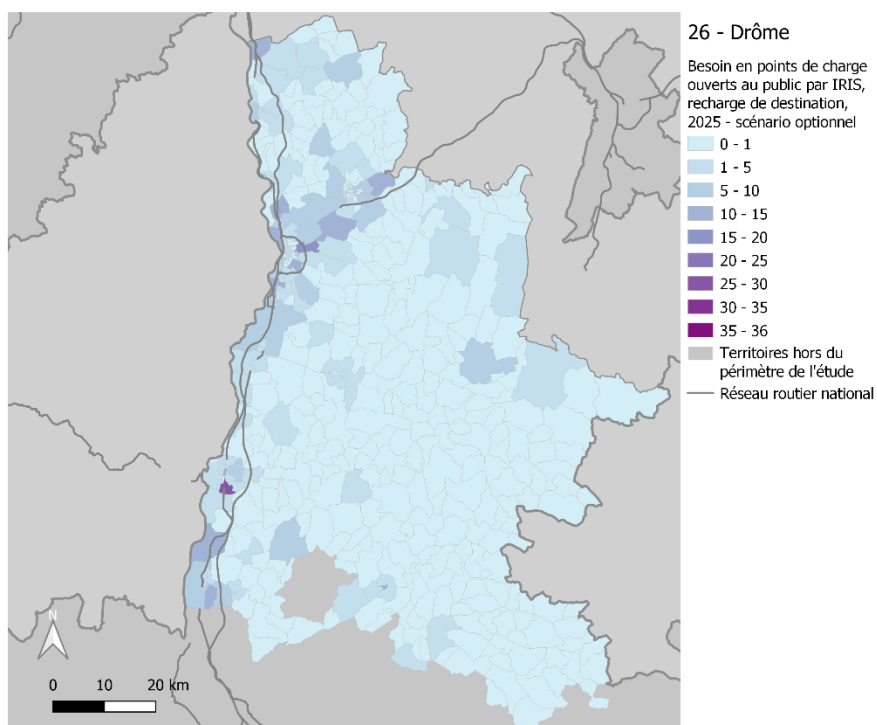 26 - Drôme
Besoin en points de charge
ouverts au public par IRIS,
recharge de destination,
2025 - scénario optionnel
0 - 1
1 - 5
5 - 10
10 - 15
15 - 20
20 - 25
25 - 30
30 - 35
35 - 36
Territoires hors du
périmètre de l'étude
Réseau routier national
N
0 10 20 km